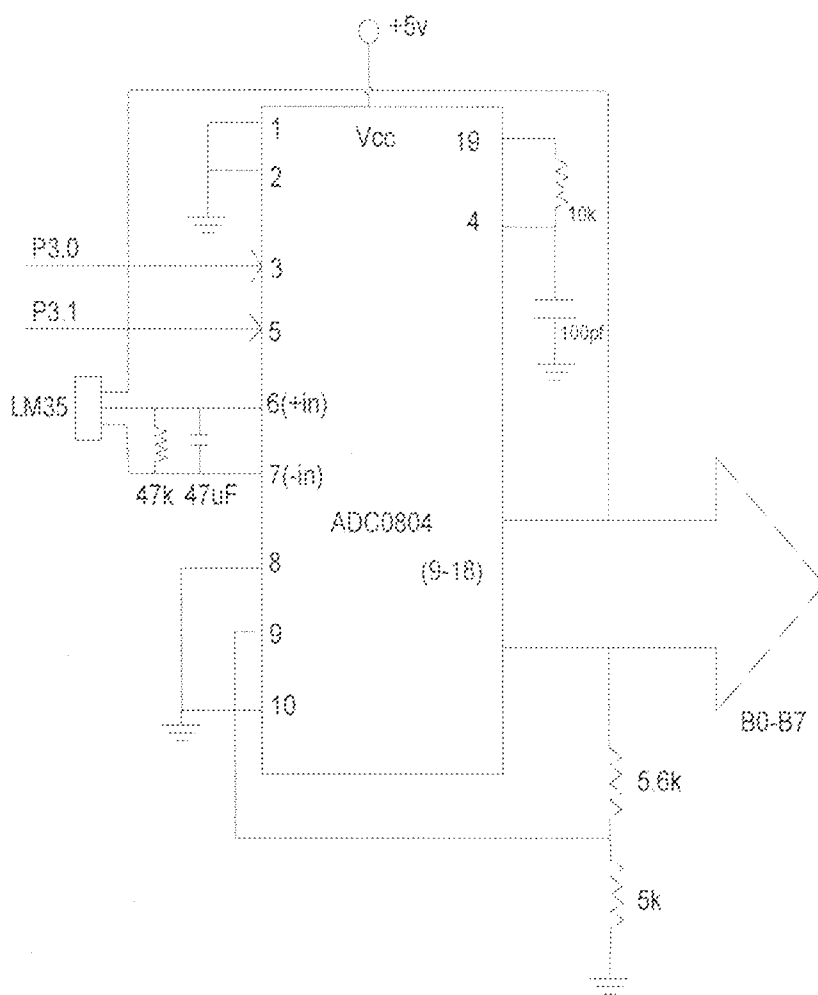 +5v
Vcc
1
19
2
10k
4
P3.0
3
P3.1
5
100pf
LM35
6(+in)
7(-in)
47k
47uF
ADC0804
8
(9-18)
9
10
B0-B7
5.6k
5k